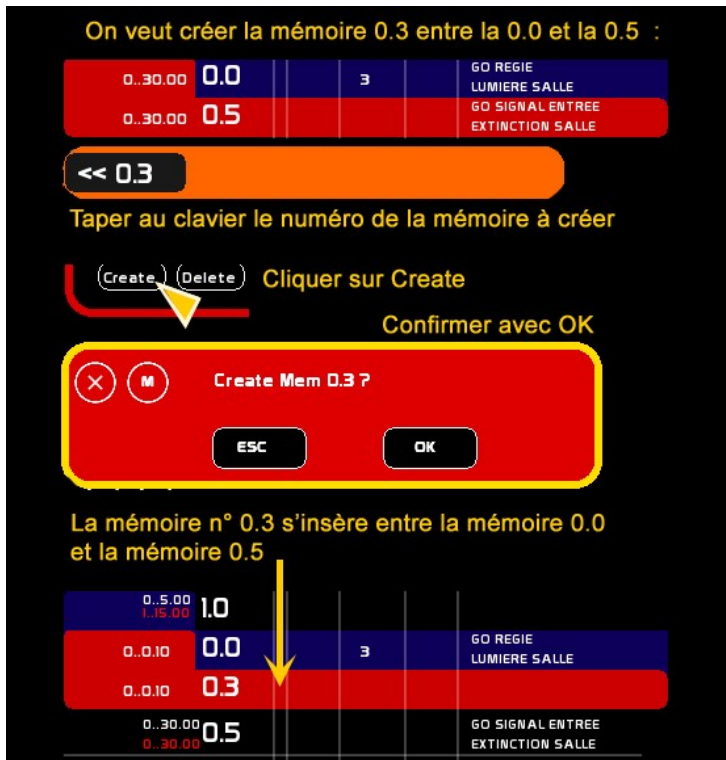 On veut créer la mémoire 0.3 entre la 0.0 et la 0.5 :
0..30.00 0.0 3 GO REGIE
LUMIERE SALLE
0..30.00 0.5 GO SIGNAL ENTREE
EXTINCTION SALLE
<< 0.3
Taper au clavier le numéro de la mémoire à créer
Create Delete Cliquer sur Create
Confirmer avec OK
X M Create Mem 0.3 ?
ESC OK
La mémoire n° 0.3 s'insère entre la mémoire 0.0
et la mémoire 0.5
0..5.00 1.0
1..15.00
0..0.10 0.0 3 GO REGIE
LUMIERE SALLE
0..0.10 0.3
0..30.00 0.5 GO SIGNAL ENTREE
0..30.00 EXTINCTION SALLE